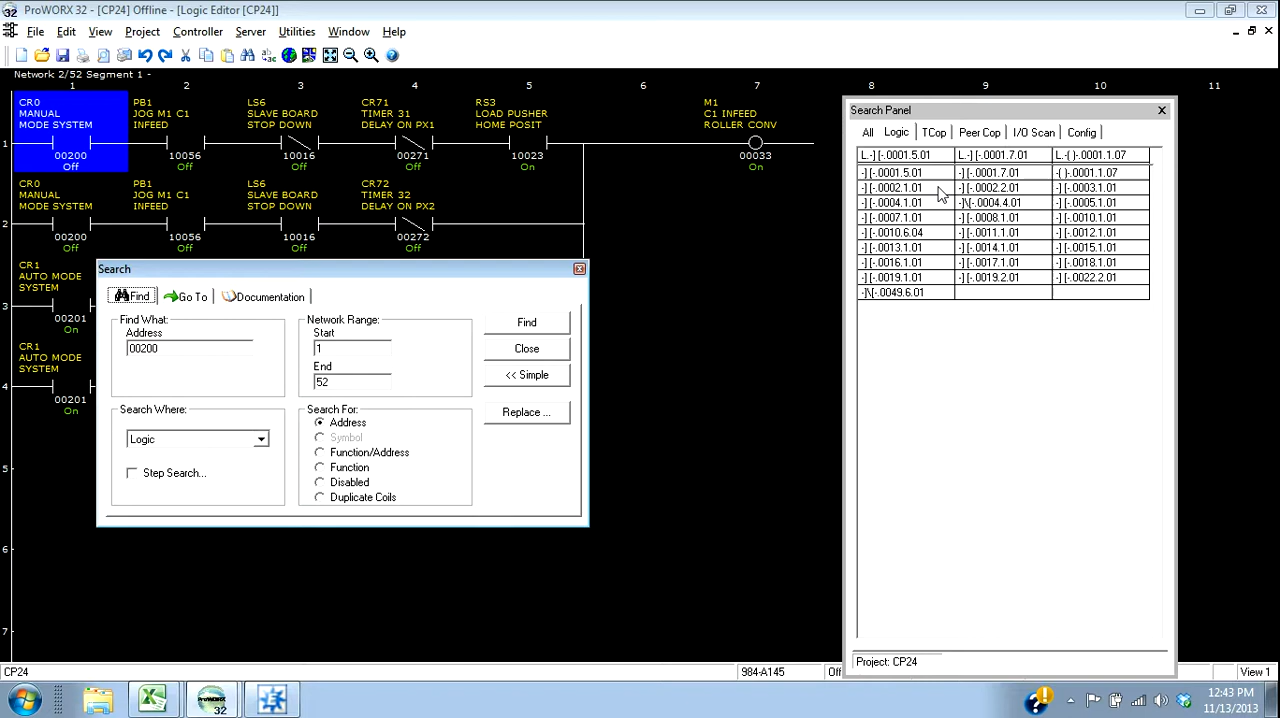 ProWORX 32 - [CP24] Offline - [Logic Editor [CP24]]
File Edit View Project Controller Server Utilities Window Help
Network 2/52 Segment 1 -
1 2 3 4 5 6 7 8 9 10 11
CR0 PB1 LS6 CR71 RS3 M1
MANUAL JOG M1 C1 SLAVE BOARD TIMER 31 LOAD PUSHER C1 INFEED
MODE SYSTEM INFEED STOP DOWN DELAY ON PX1 HOME POSIT ROLLER CONV
1
00200 10056 10016 00271 10023 00033
Off Off Off Off On Off
CR0 PB1 LS6 CR72
MANUAL JOG M1 C1 SLAVE BOARD TIMER 32
MODE SYSTEM INFEED STOP DOWN DELAY ON PX2
2
00200 10056 10016 00272
Off Off Off Off
CR1
AUTO MODE
SYSTEM
3
00201
On
CR1
AUTO MODE
SYSTEM
4
00201
On
5
6
7
Search
Find Go To Documentation
Find What:
Address
00200
Network Range:
Start
1
End
52
Find
Close
<< Simple
Replace ...
Search Where:
Logic
Step Search...
Search For:
Address
Symbol
Function/Address
Function
Disabled
Duplicate Coils
Search Panel
All Logic TCop Peer Cop I/O Scan Config
L.-] [-.0001.5.01 L.-] [-.0001.7.01 L.-( )-.0001.1.07
-] [-.0001.5.01 -] [-.0001.7.01 -( )-.0001.1.07
-] [-.0002.1.01 -] [-.0002.2.01 -] [-.0003.1.01
-] [-.0004.1.01 -]\[-.0004.4.01 -] [-.0005.1.01
-] [-.0007.1.01 -] [-.0008.1.01 -] [-.0010.1.01
-] [-.0010.6.04 -] [-.0011.1.01 -] [-.0012.1.01
-] [-.0013.1.01 -] [-.0014.1.01 -] [-.0015.1.01
-] [-.0016.1.01 -] [-.0017.1.01 -] [-.0018.1.01
-] [-.0019.1.01 -] [-.0019.2.01 -] [-.0022.2.01
-]\[-.0049.6.01
Project: CP24
CP24 984-A145 Off View 1
ProWORX 32
12:43 PM
11/13/2013